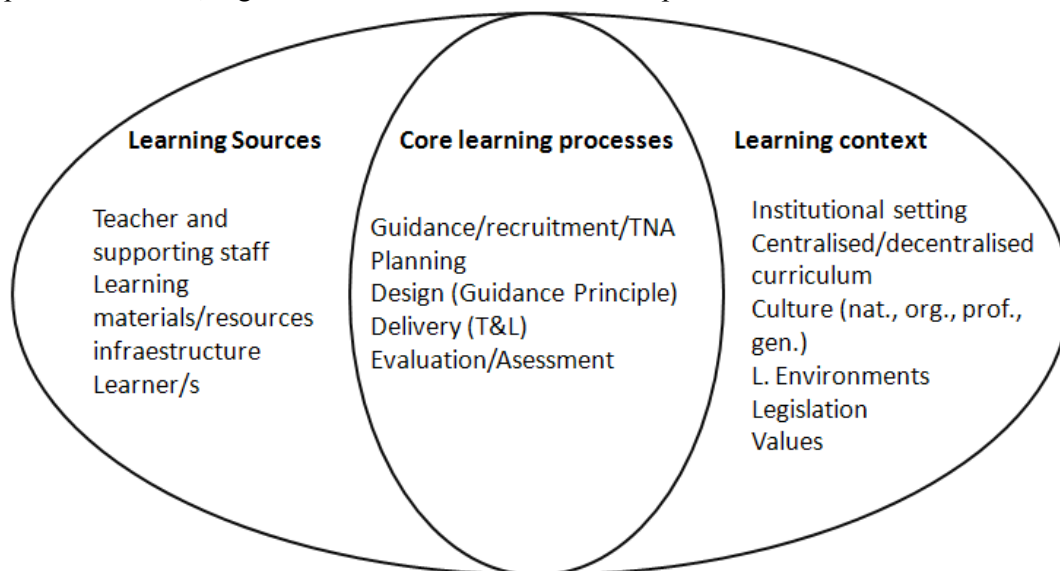 Learning Sources
Teacher and
supporting staff
Learning
materials/resources
infraestructure
Learner/s
Core learning processes
Guidance/recruitment/TNA
Planning
Design (Guidance Principle)
Delivery (T&L)
Evaluation/Asessment
Learning context
Institutional setting
Centralised/decentralised
curriculum
Culture (nat., org., prof.,
gen.)
L. Environments
Legislation
Values